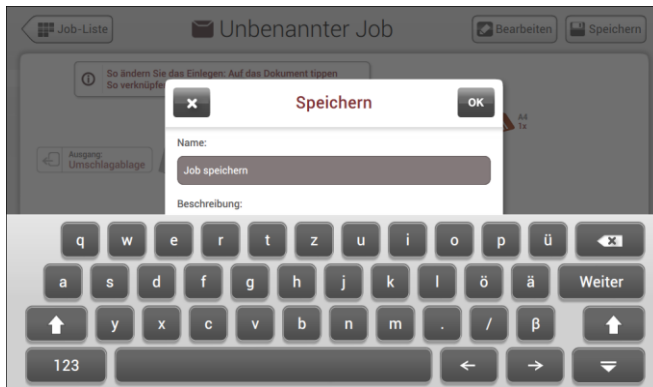 Job-Liste
Unbenannter Job
Bearbeiten
Speichern
So ändern Sie das Einlegen: Auf das Dokument tippen
So verknüpfe
A4
1x
Ausgang:
Umschlagablage
Speichern
OK
Name:
Job speichern
Beschreibung:
q w e r t z u i o p ü
a s d f g h j k l ö ä Weiter
y x c v b n m . / β
123